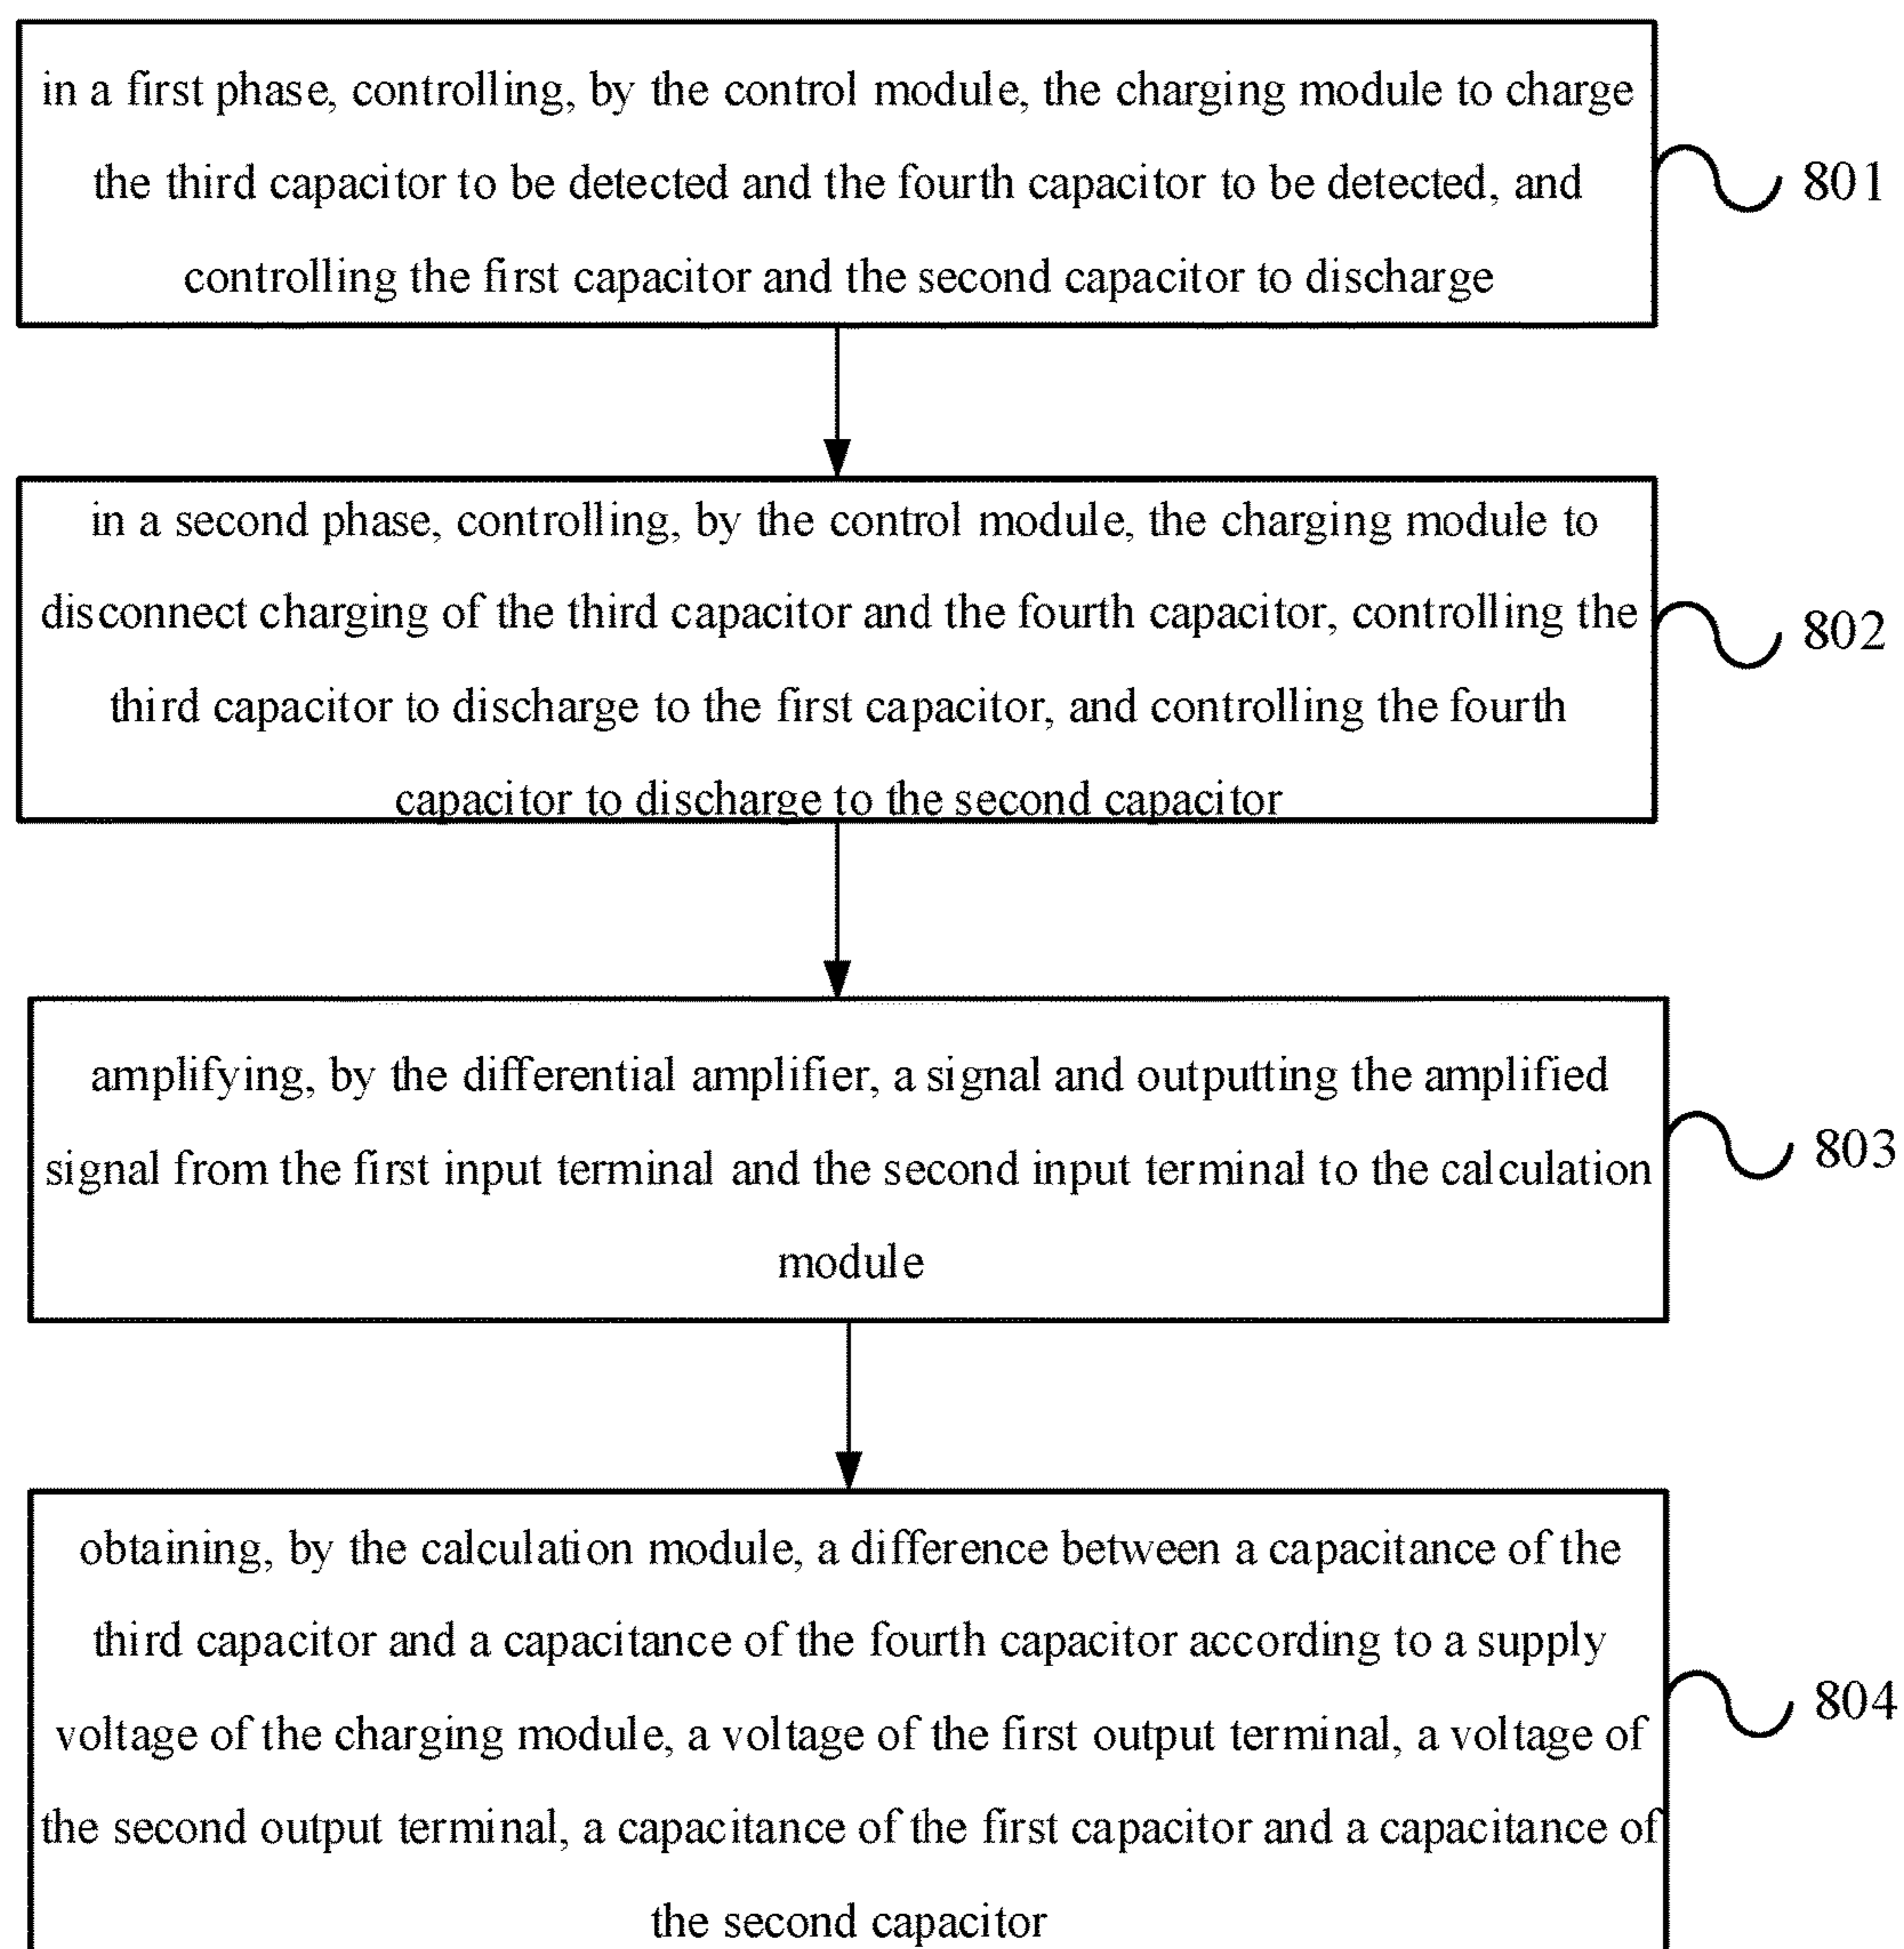 in a first phase, controlling, by the control module, the charging module to charge
the third capacitor to be detected and the fourth capacitor to be detected, and
controlling the first capacitor and the second capacitor to discharge
801
in a second phase, controlling, by the control module, the charging module to
disconnect charging of the third capacitor and the fourth capacitor, controlling the
third capacitor to discharge to the first capacitor, and controlling the fourth
capacitor to discharge to the second capacitor
802
amplifying, by the differential amplifier, a signal and outputting the amplified
signal from the first input terminal and the second input terminal to the calculation
module
803
obtaining, by the calculation module, a difference between a capacitance of the
third capacitor and a capacitance of the fourth capacitor according to a supply
voltage of the charging module, a voltage of the first output terminal, a voltage of
the second output terminal, a capacitance of the first capacitor and a capacitance of
the second capacitor
804